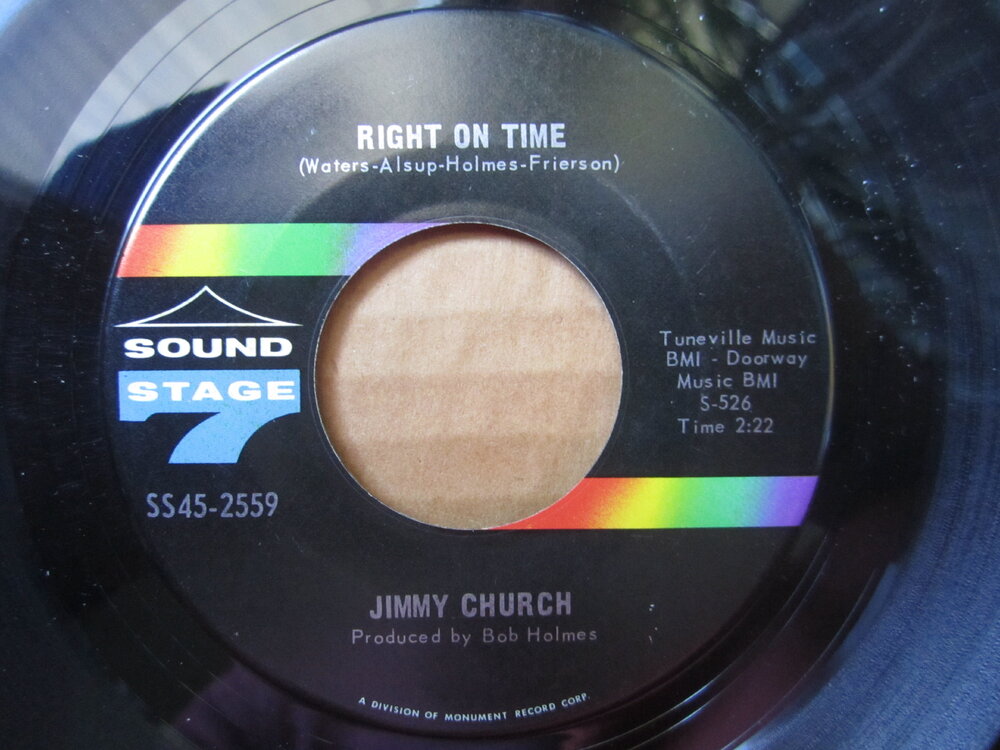 RIGHT ON TIME
(Waters-Alsup-Holmes-Frierson)
SOUND
STAGE
7
SS45-2559
Tuneville Music
BMI - Doorway
Music BMI
S-526
Time 2:22
JIMMY CHURCH
Produced by Bob Holmes
A DIVISION OF MONUMENT RECORD CORP.